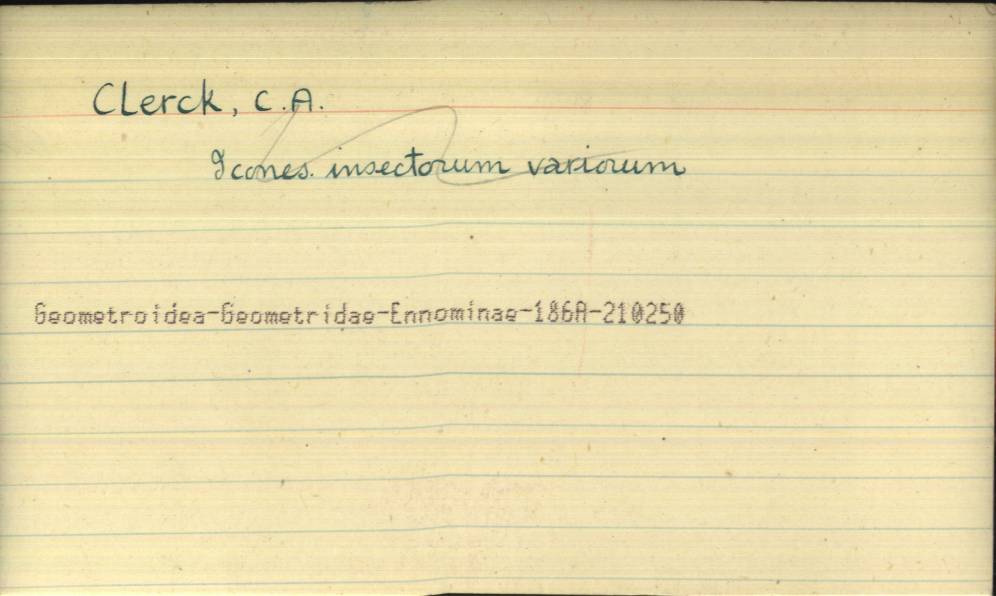 Clerck, C.A.
Icones. insectorum variorum
Geometroidea-Geometridae-Ennominae-186A-210250